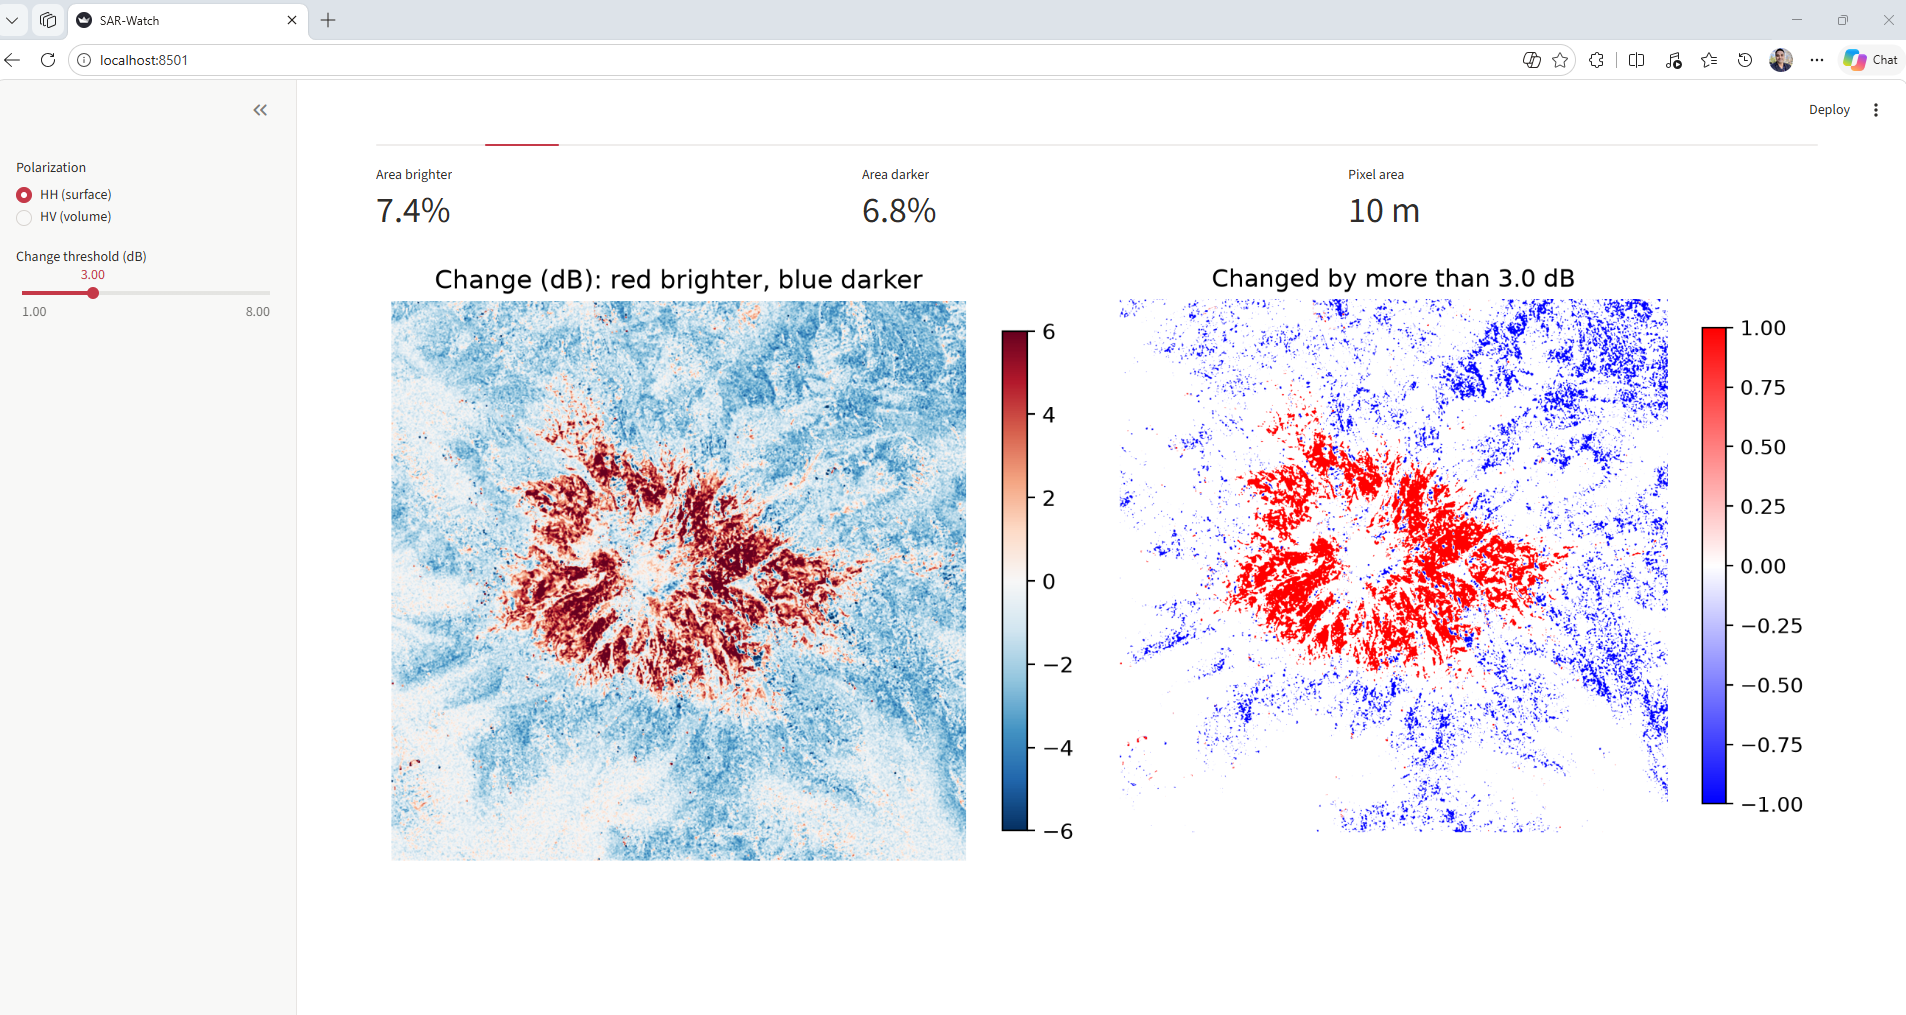 SAR-Watch
localhost:8501
Chat
Deploy
Polarization
HH (surface)
HV (volume)
Change threshold (dB)
3.00
1.00 8.00
Area brighter
7.4%
Area darker
6.8%
Pixel area
10 m
Change (dB): red brighter, blue darker
6
4
2
0
−2
−4
−6
Changed by more than 3.0 dB
1.00
0.75
0.50
0.25
0.00
−0.25
−0.50
−0.75
−1.00